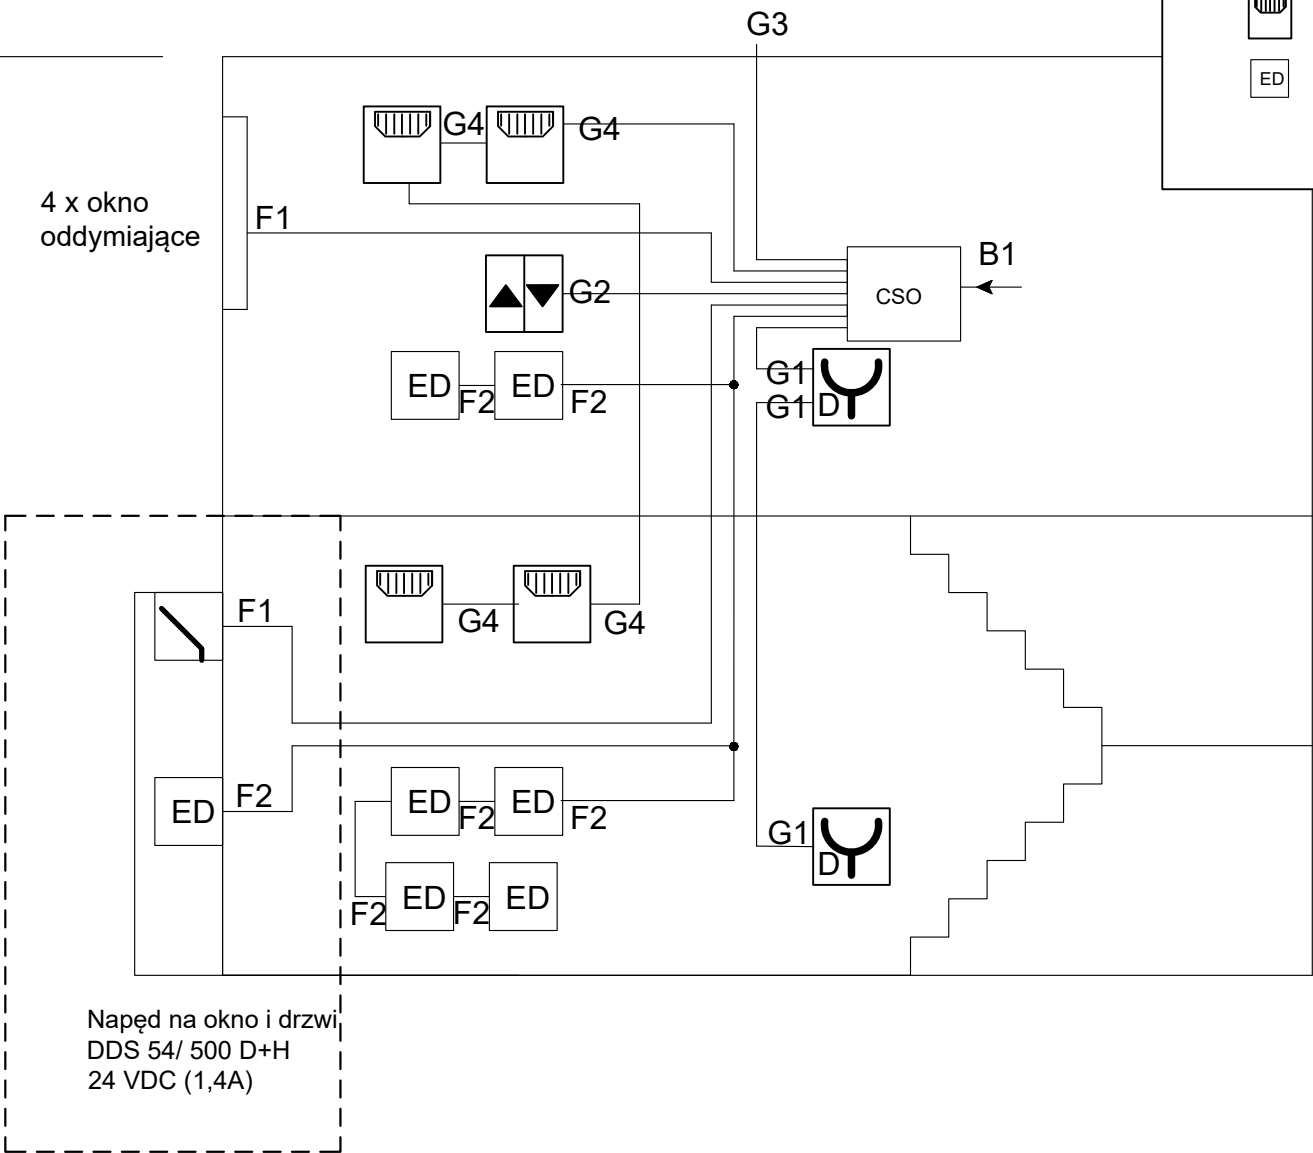 G3
ED
G4
G4
4 x okno
oddymiające
F1
B1
CSO
G2
ED
F2
ED
F2
G1
G1
D
F1
G4
G4
F2
ED
ED
F2
ED
F2
G1
D
F2
ED
F2
ED
Napęd na okno i drzwi
DDS 54/ 500 D+H
24 VDC (1,4A)